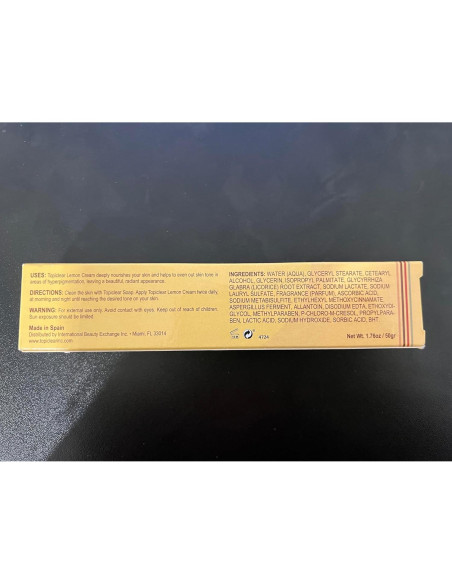 USES: Topiclear Lemon Cream deeply nourishes your skin and helps to even out skin tone in
areas of hyperpigmentation, leaving a beautiful radiant appearance.
DIRECTIONS: Clean the skin with Topiclear Soap. Apply Topiclear Lemon Cream twice daily,
at morning and night until reaching the desired tone on your skin.
WARNING: For external use only. Avoid contact with eyes. Keep out of reach of children.
Sun exposure should be limited.
Made in Spain
Distributed by International Beauty Exchange Inc. • Miami, FL 33014
www.topiclearinc.com
INGREDIENTS: WATER (AQUA), GLYCERYL STEARATE, CETEARYL
ALCOHOL, GLYCERIN, ISOPROPYL PALMITATE, GLYCYRRHIZA
GLABRA (LICORICE) ROOT EXTRACT, SODIUM LACTATE, SODIUM
LAURYL SULFATE, FRAGRANCE (PARFUM), ASCORBIC ACID,
SODIUM METABISULFITE, ETHYLHEXYL METHOXYCINNAMATE,
ASPERGILLUS FERMENT, ALLANTOIN, DISODIUM EDTA, ETHOXYDI-
GLYCOL, METHYLPARABEN, P-CHLORO-M-CRESOL, PROPYLPARA-
BEN, LACTIC ACID, SODIUM HYDROXIDE, SORBIC ACID, BHT.
4724
Net Wt. 1.76oz / 50gr